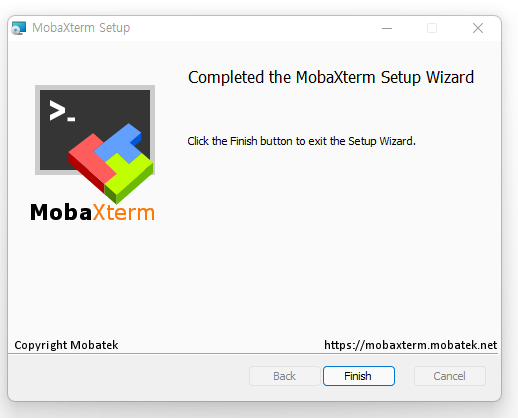 MobaXterm Setup
Completed the MobaXterm Setup Wizard
>_
Click the Finish button to exit the Setup Wizard.
MobaXterm
Copyright Mobatek
https://mobaxterm.mobatek.net
Back
Finish
Cancel